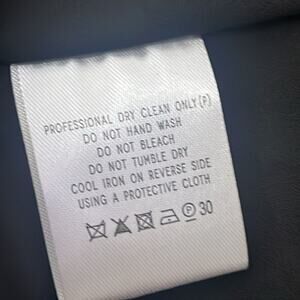 PROFESSIONAL DRY CLEAN ONLY(P)
DO NOT HAND WASH
DO NOT BLEACH
DO NOT TUMBLE DRY
COOL IRON ON REVERSE SIDE
USING A PROTECTIVE CLOTH
P 30